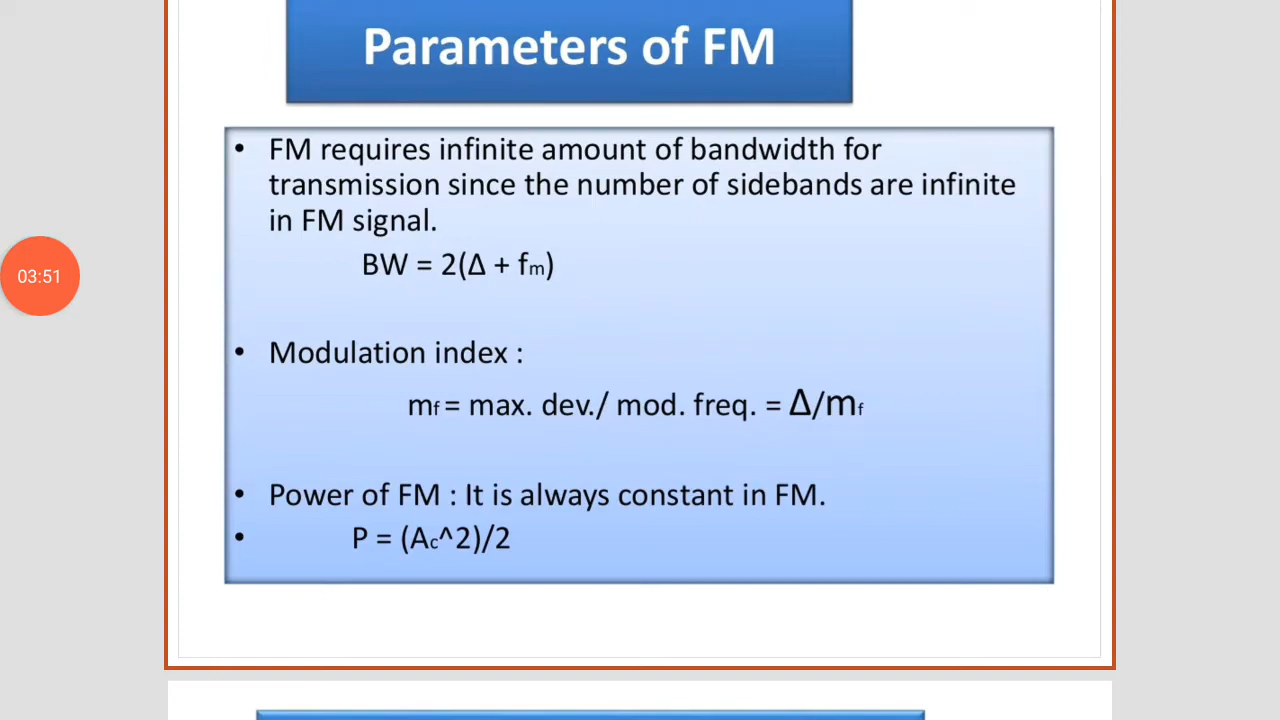 Parameters of FM
• FM requires infinite amount of bandwidth for
transmission since the number of sidebands are infinite
in FM signal.
BW = 2(Δ + fm)
03:51
• Modulation index :
mf = max. dev./ mod. freq. = Δ/mf
• Power of FM : It is always constant in FM.
• P = (Ac^2)/2